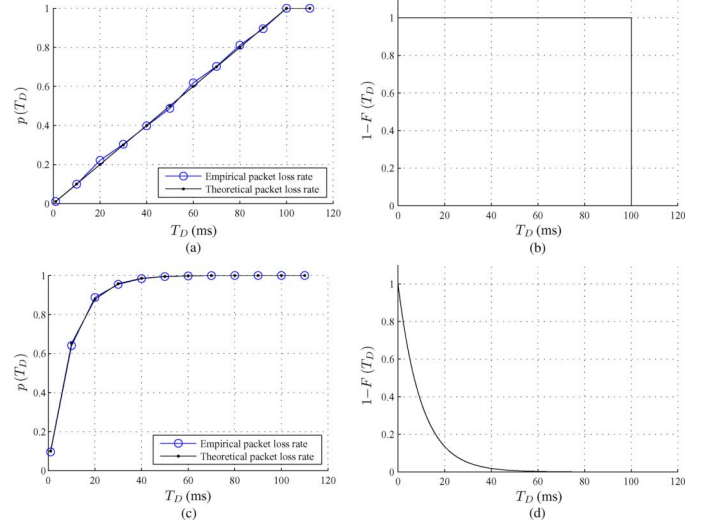 1
0.8
0.6
0.4
0.2
0
p (T_D)
0 20 40 60 80 100 120
T_D (ms)
Empirical packet loss rate
Theoretical packet loss rate
(a)
1
0.8
0.6
0.4
0.2
0
1−F (T_D)
0 20 40 60 80 100 120
T_D (ms)
(b)
1
0.8
0.6
0.4
0.2
0
p (T_D)
0 20 40 60 80 100 120
T_D (ms)
Empirical packet loss rate
Theoretical packet loss rate
(c)
1
0.8
0.6
0.4
0.2
0
1−F (T_D)
0 20 40 60 80 100 120
T_D (ms)
(d)